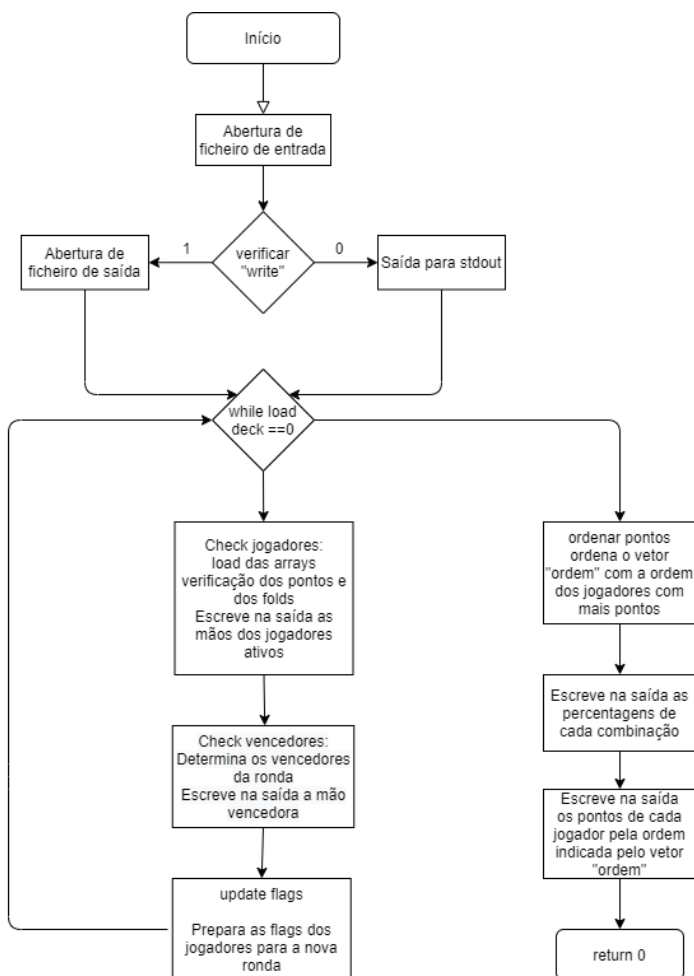 Início
Abertura de
ficheiro de entrada
verificar
"write"
1
0
Abertura de
ficheiro de saída
Saída para stdout
while load
deck ==0
Check jogadores:
load das arrays
verificação dos pontos e
dos folds
Escreve na saída as
mãos dos jogadores
ativos
Check vencedores:
Determina os vencedores
da ronda
Escreve na saída a mão
vencedora
update flags
Prepara as flags dos
jogadores para a nova
ronda
ordenar pontos
ordena o vetor
"ordem" com a ordem
dos jogadores com
mais pontos
Escreve na saída as
percentagens de
cada combinação
Escreve na saída
os pontos de cada
jogador pela ordem
indicada pelo vetor
"ordem"
return 0